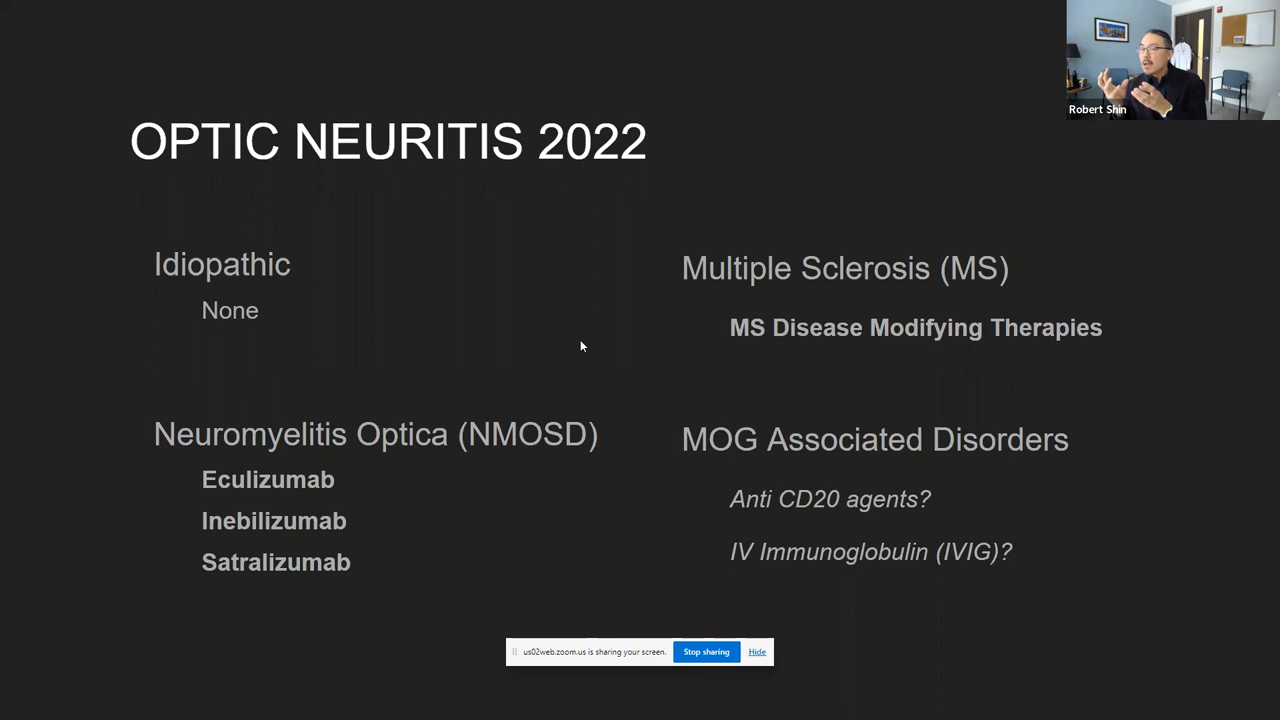 Robert Shin
OPTIC NEURITIS 2022
Idiopathic
None
Multiple Sclerosis (MS)
MS Disease Modifying Therapies
Neuromyelitis Optica (NMOSD)
Eculizumab
Inebilizumab
Satralizumab
MOG Associated Disorders
Anti CD20 agents?
IV Immunoglobulin (IVIG)?
us02web.zoom.us is sharing your screen.
Stop sharing
Hide